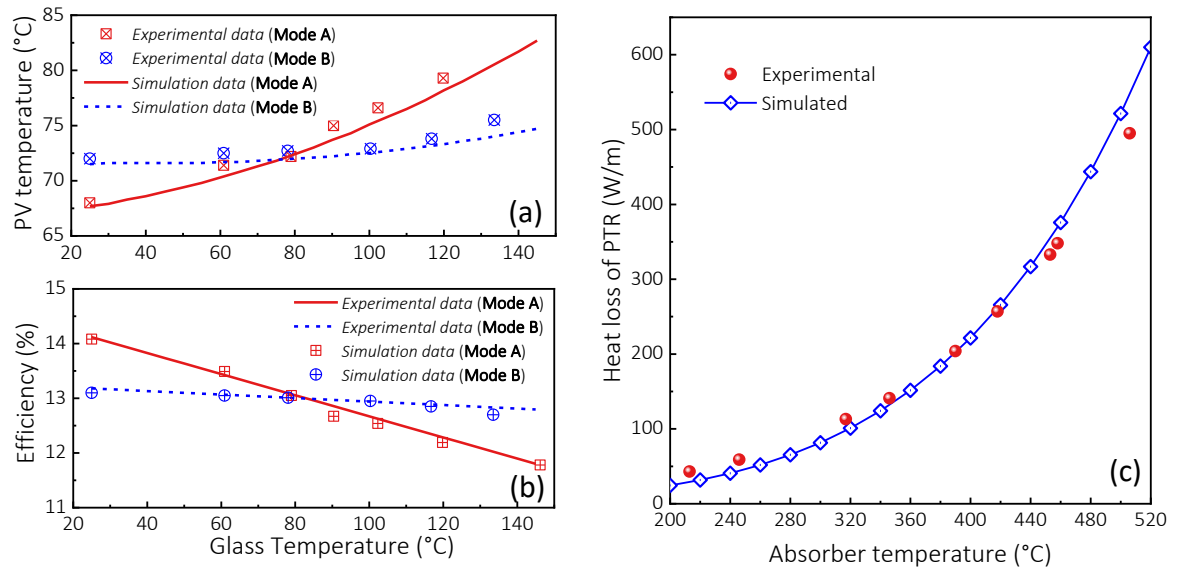 85
80
75
70
65
PV temperature (°C)
Experimental data (Mode A)
Experimental data (Mode B)
Simulation data (Mode A)
Simulation data (Mode B)
(a)
20 40 60 80 100 120 140
15
14
13
12
11
Efficiency (%)
Experimental data (Mode A)
Experimental data (Mode B)
Simulation data (Mode A)
Simulation data (Mode B)
(b)
20 40 60 80 100 120 140
Glass Temperature (°C)
600
500
400
300
200
100
0
Heat loss of PTR (W/m)
Experimental
Simulated
(c)
200 240 280 320 360 400 440 480 520
Absorber temperature (°C)